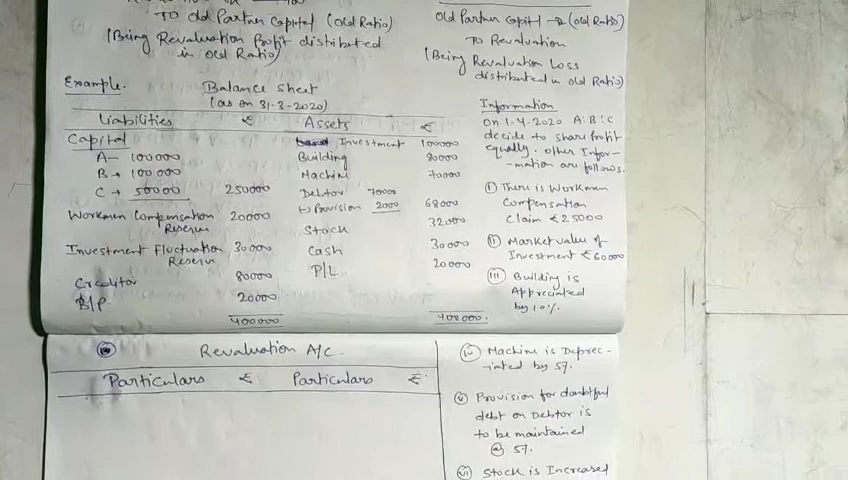 To Old Partner Capital (Old Ratio)
(Being Revaluation Profit distributed
in Old Ratio)
Old Partner Capital (Old Ratio)
To Revaluation
(Being Revaluation Loss
distributed in Old Ratio)
Example.
Balance Sheet
(as on 31-3-2020)
Liabilities ₹ Assets ₹
Capital Investment 100000
A- 100000 Building 80000
B→ 100000 Machine 70000
C→ 50000 250000 Debtor 70000
(-) Provision 2000 68000
Workmen Compensation 20000
Reserve Stock 32000
Investment Fluctuation 30000 Cash 30000
Reserve P/L 20000
Creditor 80000
B/P 20000
400000 400000
Information
On 1-4-2020 A:B:C
decide to share Profit
equally. Other Infor-
-mation are follows.
(i) There is Workmen
Compensation
Claim ₹25000
(ii) Market value of
Investment ₹60000
(iii) Building is
Appreciated
by 10%.
Revaluation A/C
Particulars ₹ Particulars ₹
(iv) Machine is Deprec-
-iated by 5%.
(v) Provision for doubtful
debt on Debtor is
to be maintained
@ 5%.
(vi) Stock is Increased